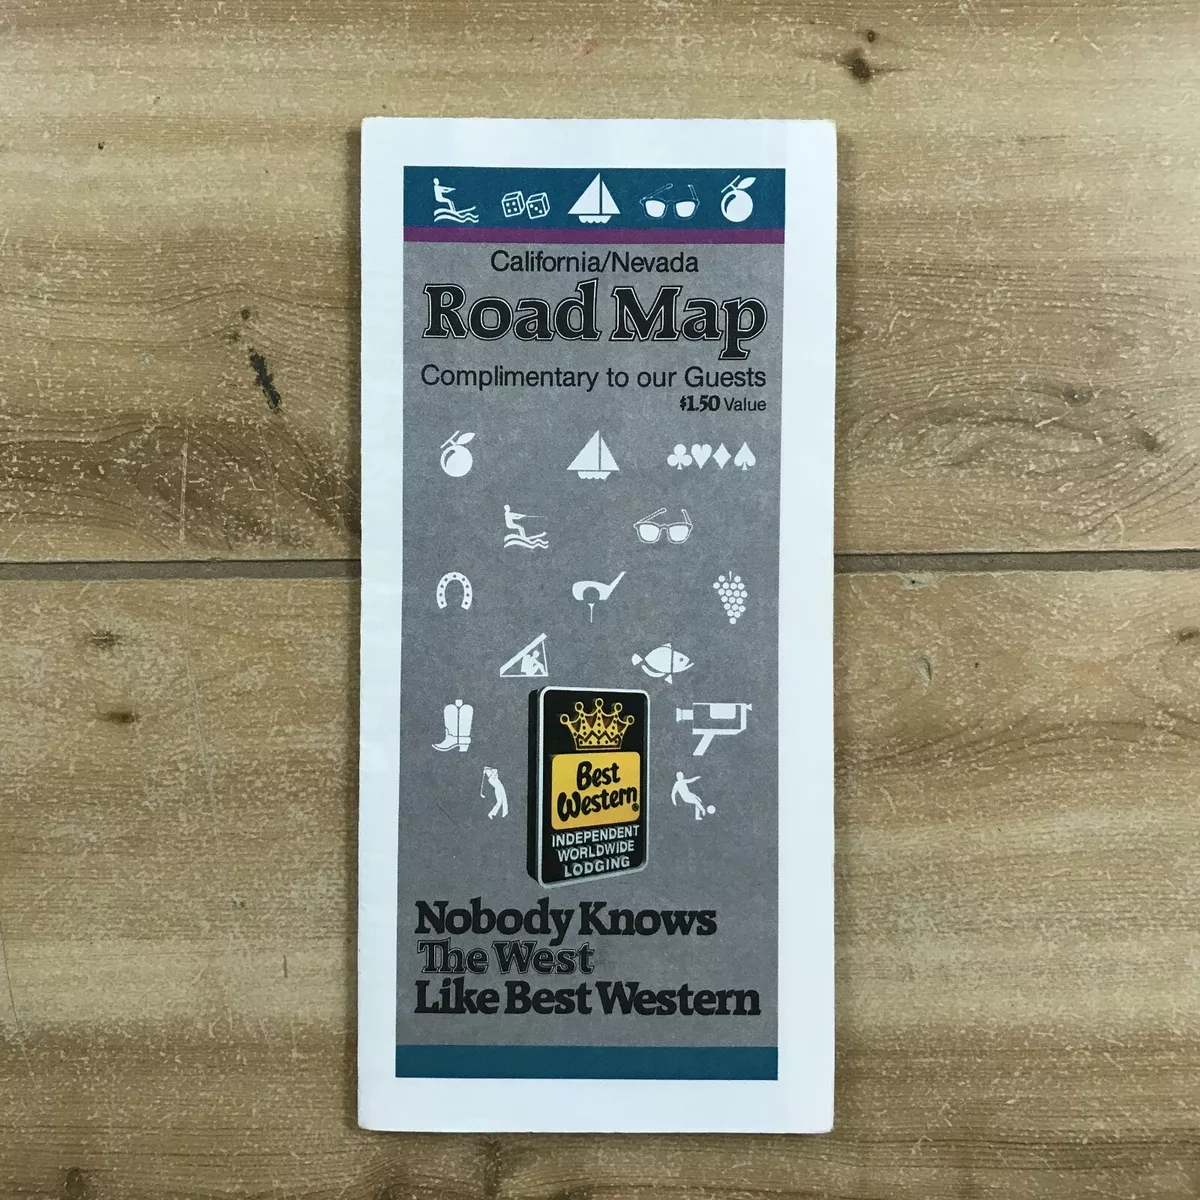 California/Nevada
Road Map
Complimentary to our Guests
$1.50 Value
Best
Western®
INDEPENDENT
WORLDWIDE
LODGING
Nobody Knows
The West
Like Best Western